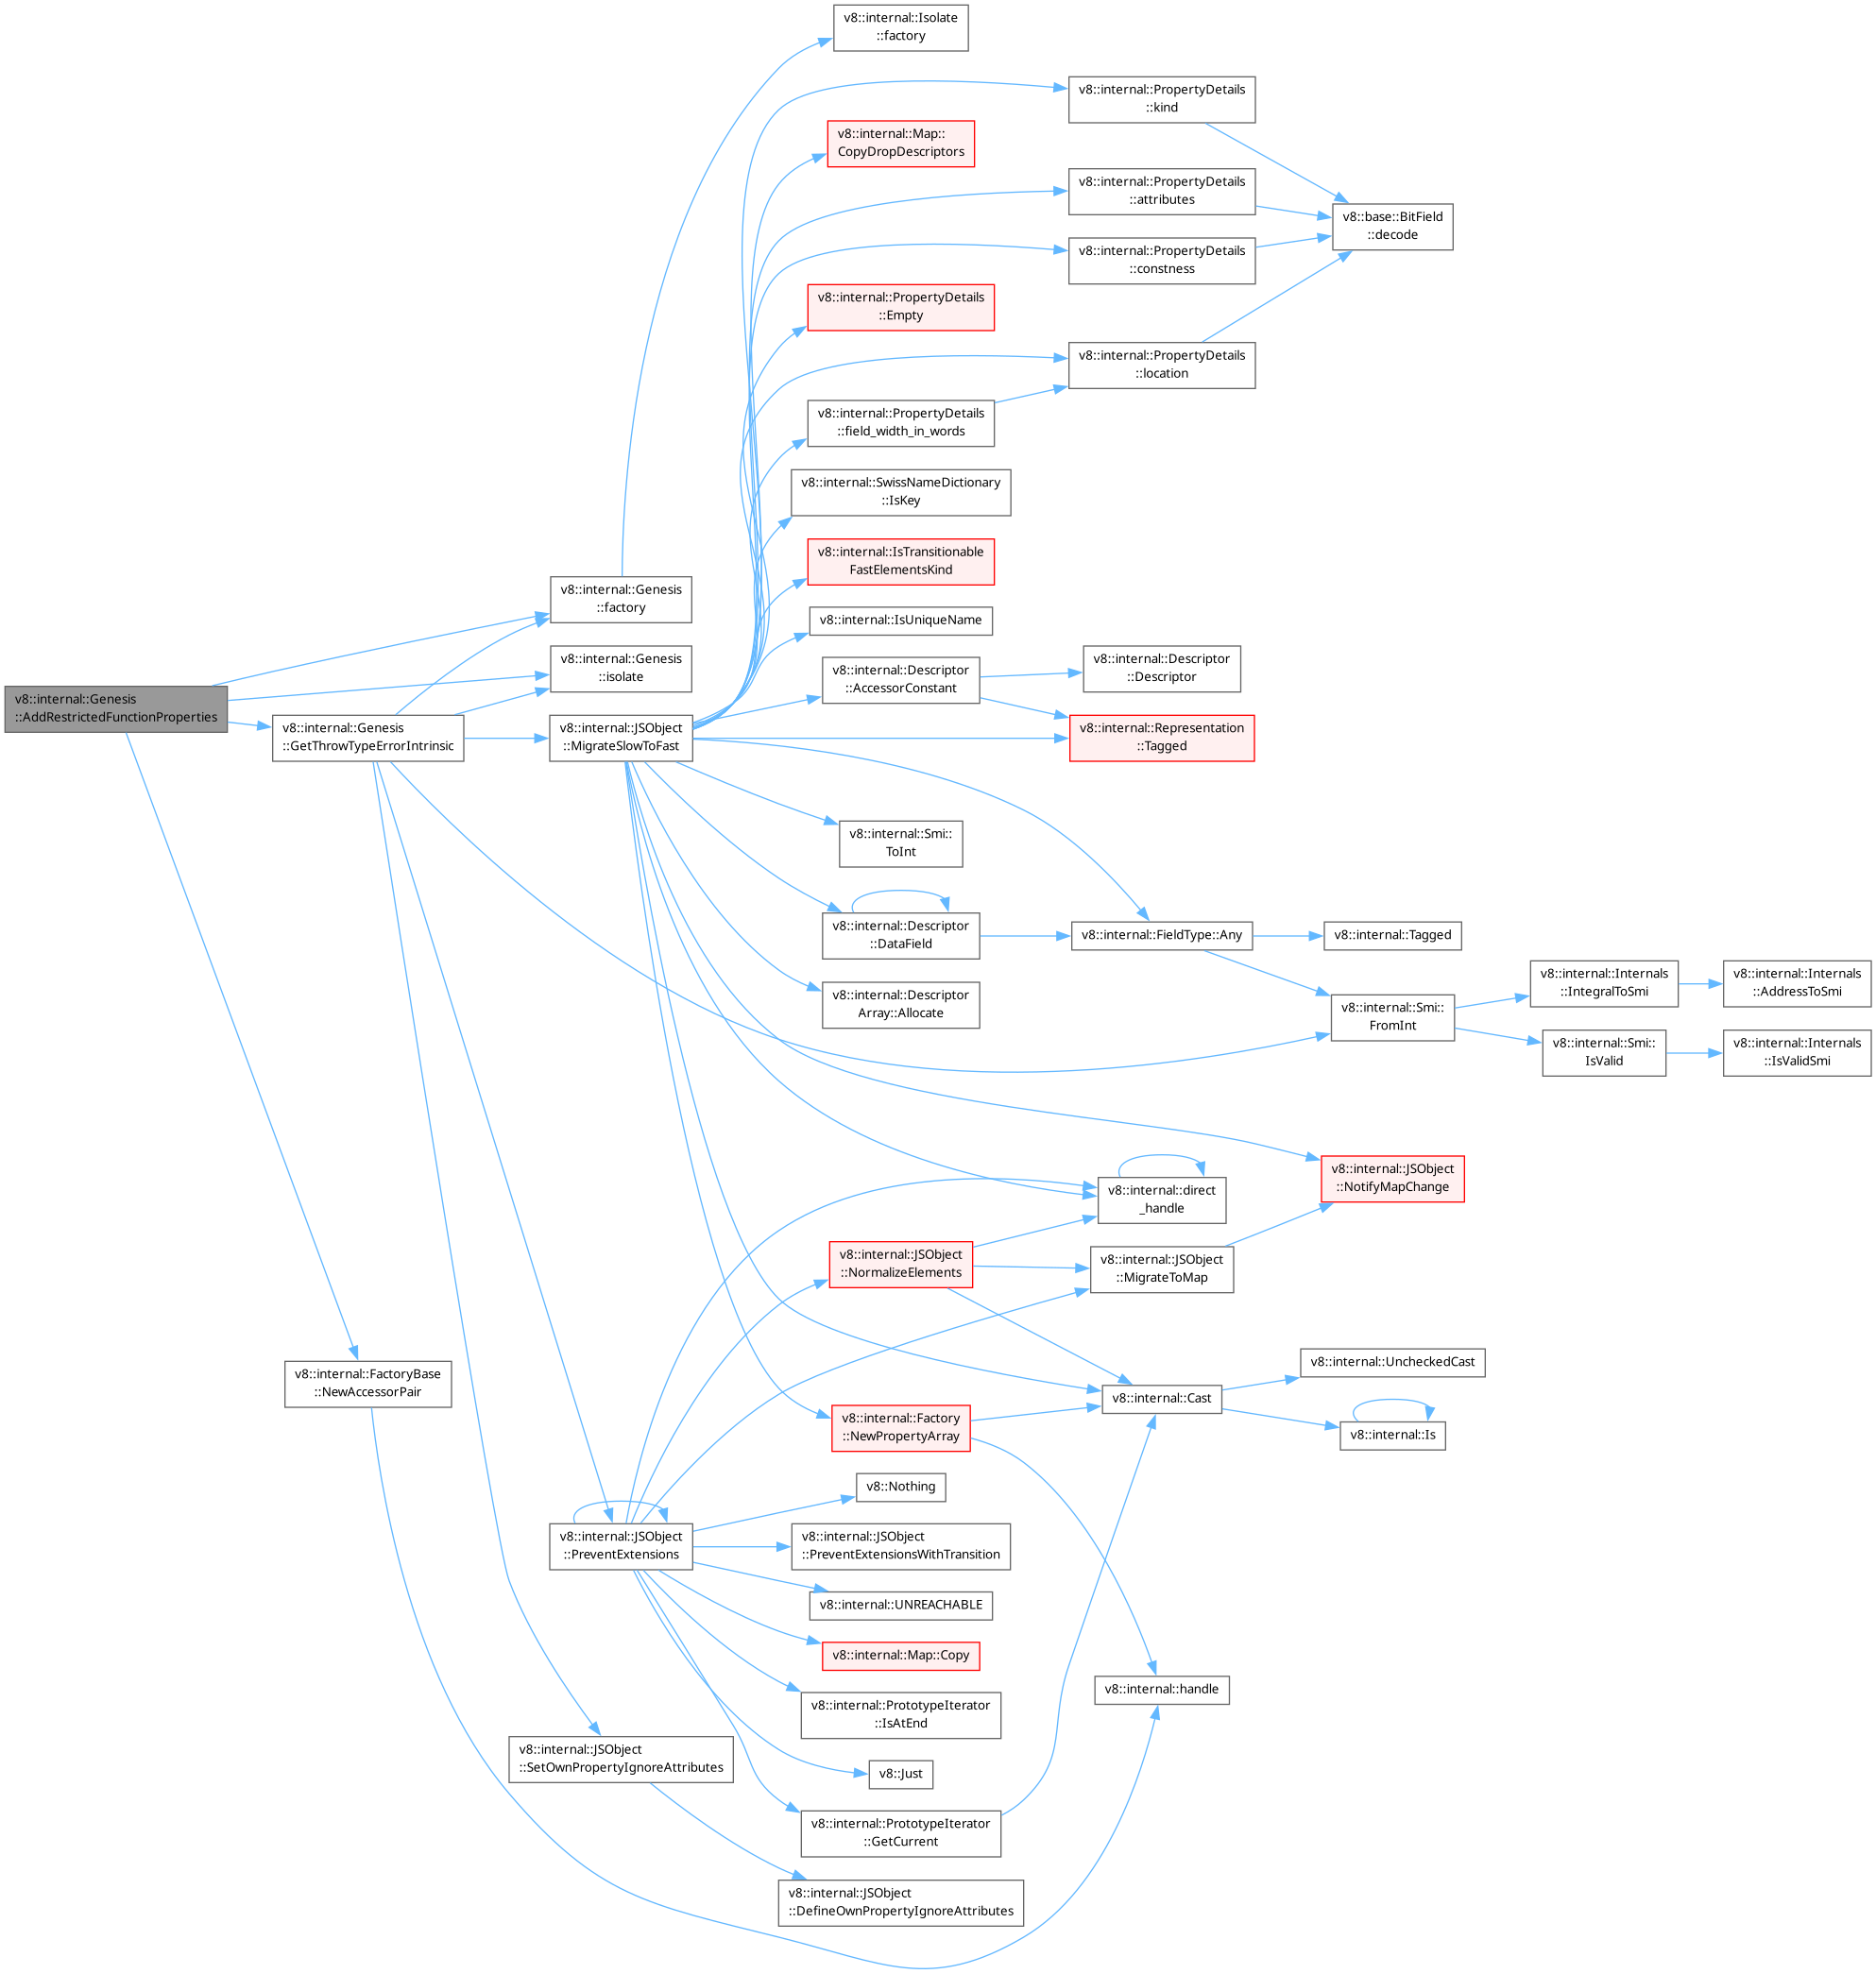 v8::internal::Isolate
::factory
v8::internal::PropertyDetails
::kind
v8::internal::Map::
CopyDropDescriptors
v8::internal::PropertyDetails
::attributes
v8::base::BitField
::decode
v8::internal::PropertyDetails
::constness
v8::internal::PropertyDetails
::Empty
v8::internal::PropertyDetails
::location
v8::internal::PropertyDetails
::field_width_in_words
v8::internal::SwissNameDictionary
::IsKey
v8::internal::IsTransitionable
FastElementsKind
v8::internal::Genesis
::factory
v8::internal::IsUniqueName
v8::internal::Genesis
::isolate
v8::internal::Descriptor
::AccessorConstant
v8::internal::Descriptor
::Descriptor
v8::internal::Genesis
::AddRestrictedFunctionProperties
v8::internal::Genesis
::GetThrowTypeErrorIntrinsic
v8::internal::JSObject
::MigrateSlowToFast
v8::internal::Representation
::Tagged
v8::internal::Smi::
ToInt
v8::internal::Descriptor
::DataField
v8::internal::FieldType::Any
v8::internal::Tagged
v8::internal::Descriptor
Array::Allocate
v8::internal::Internals
::IntegralToSmi
v8::internal::Internals
::AddressToSmi
v8::internal::Smi::
FromInt
v8::internal::Smi::
IsValid
v8::internal::Internals
::IsValidSmi
v8::internal::JSObject
::NotifyMapChange
v8::internal::direct
_handle
v8::internal::JSObject
::NormalizeElements
v8::internal::JSObject
::MigrateToMap
v8::internal::FactoryBase
::NewAccessorPair
v8::internal::UncheckedCast
v8::internal::Cast
v8::internal::Factory
::NewPropertyArray
v8::internal::Is
v8::Nothing
v8::internal::JSObject
::PreventExtensions
v8::internal::JSObject
::PreventExtensionsWithTransition
v8::internal::UNREACHABLE
v8::internal::Map::Copy
v8::internal::handle
v8::internal::PrototypeIterator
::IsAtEnd
v8::internal::JSObject
::SetOwnPropertyIgnoreAttributes
v8::Just
v8::internal::PrototypeIterator
::GetCurrent
v8::internal::JSObject
::DefineOwnPropertyIgnoreAttributes